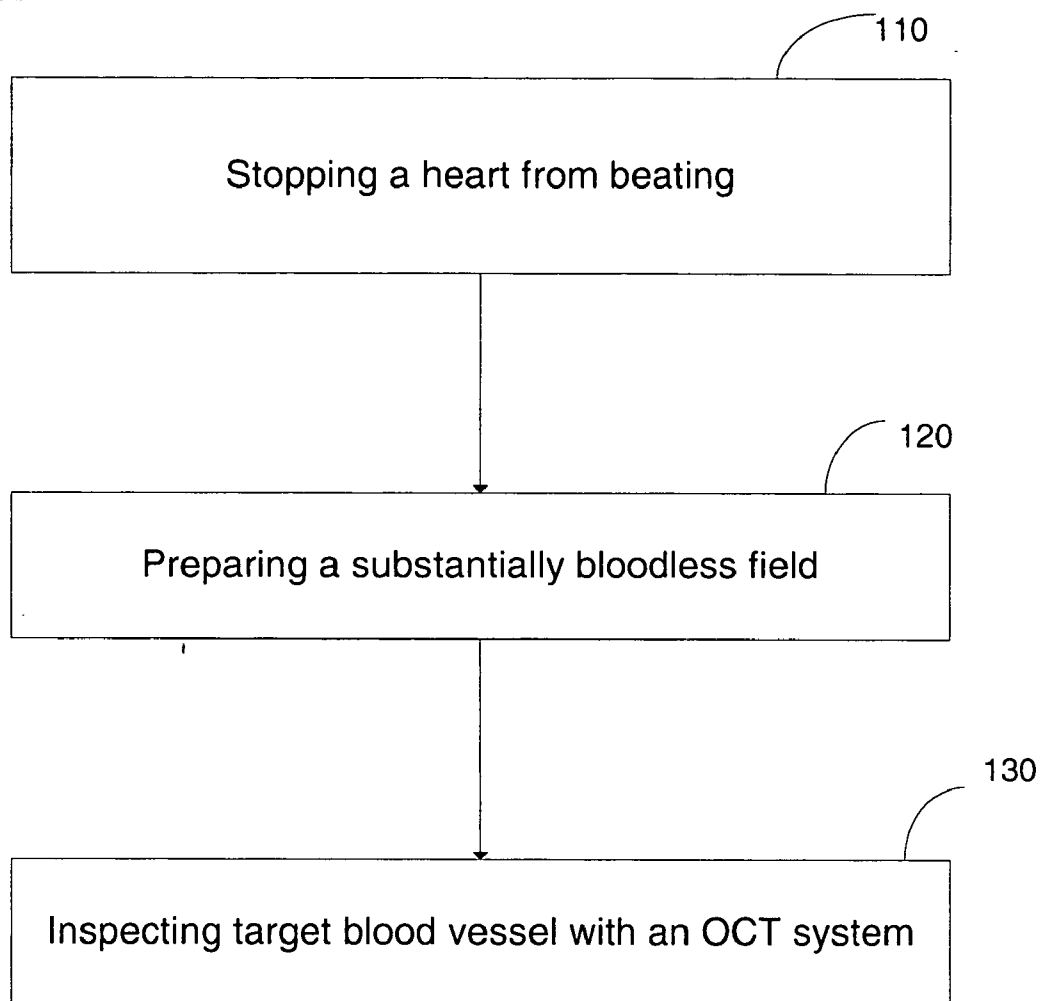 110
Stopping a heart from beating
120
Preparing a substantially bloodless field
130
Inspecting target blood vessel with an OCT system